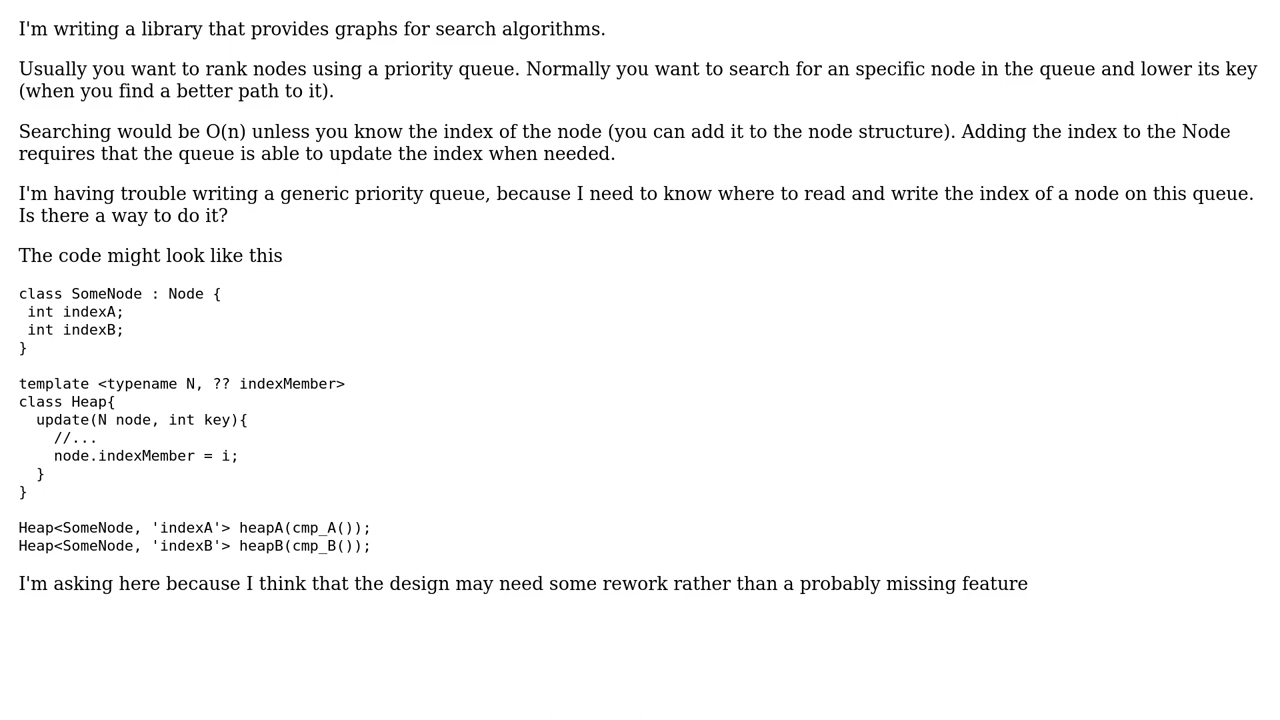 I'm writing a library that provides graphs for search algorithms.
Usually you want to rank nodes using a priority queue. Normally you want to search for an specific node in the queue and lower its key
(when you find a better path to it).
Searching would be O(n) unless you know the index of the node (you can add it to the node structure). Adding the index to the Node
requires that the queue is able to update the index when needed.
I'm having trouble writing a generic priority queue, because I need to know where to read and write the index of a node on this queue.
Is there a way to do it?
The code might look like this
class SomeNode : Node {
 int indexA;
 int indexB;
}
template <typename N, ?? indexMember>
class Heap{
  update(N node, int key){
    //...
    node.indexMember = i;
  }
}
Heap<SomeNode, 'indexA'> heapA(cmp_A());
Heap<SomeNode, 'indexB'> heapB(cmp_B());
I'm asking here because I think that the design may need some rework rather than a probably missing feature